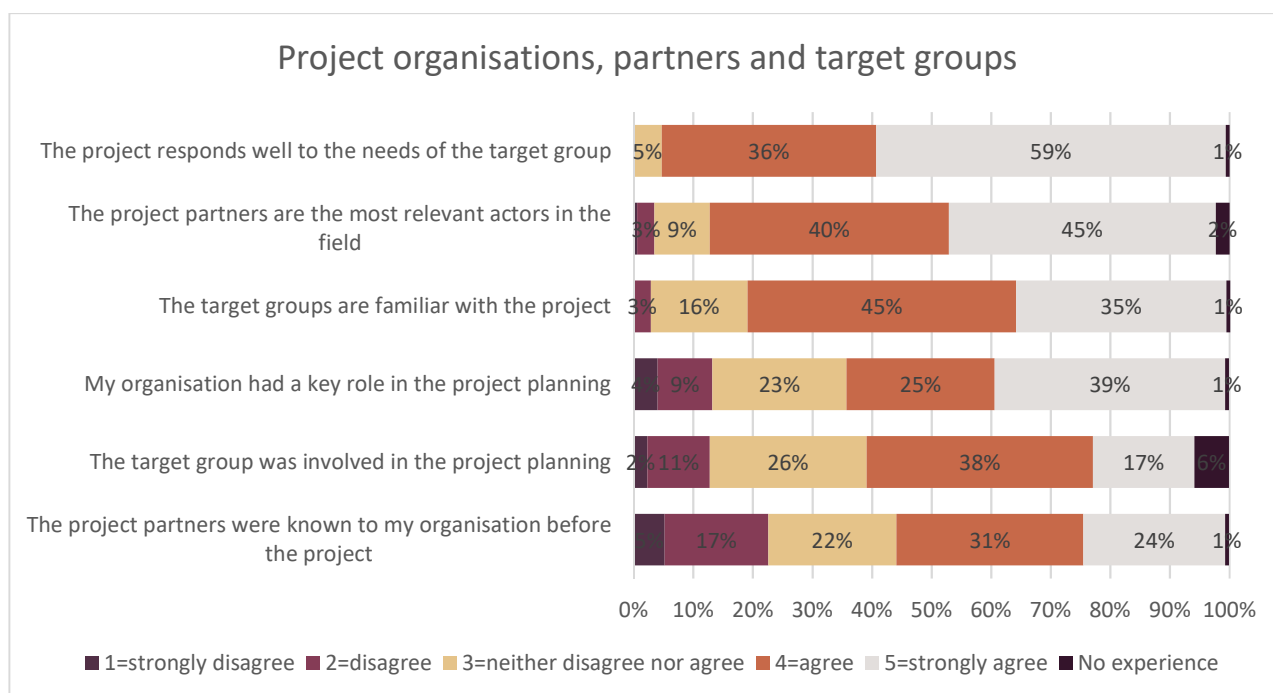 Project organisations, partners and target groups
The project responds well to the needs of the target group
5% 36% 59% 1%
The project partners are the most relevant actors in the
field
3% 9% 40% 45% 2%
The target groups are familiar with the project
3% 16% 45% 35% 1%
My organisation had a key role in the project planning
4% 9% 23% 25% 39% 1%
The target group was involved in the project planning
2% 11% 26% 38% 17% 6%
The project partners were known to my organisation before
the project
5% 17% 22% 31% 24% 1%
0% 10% 20% 30% 40% 50% 60% 70% 80% 90% 100%
1=strongly disagree 2=disagree 3=neither disagree nor agree 4=agree 5=strongly agree No experience